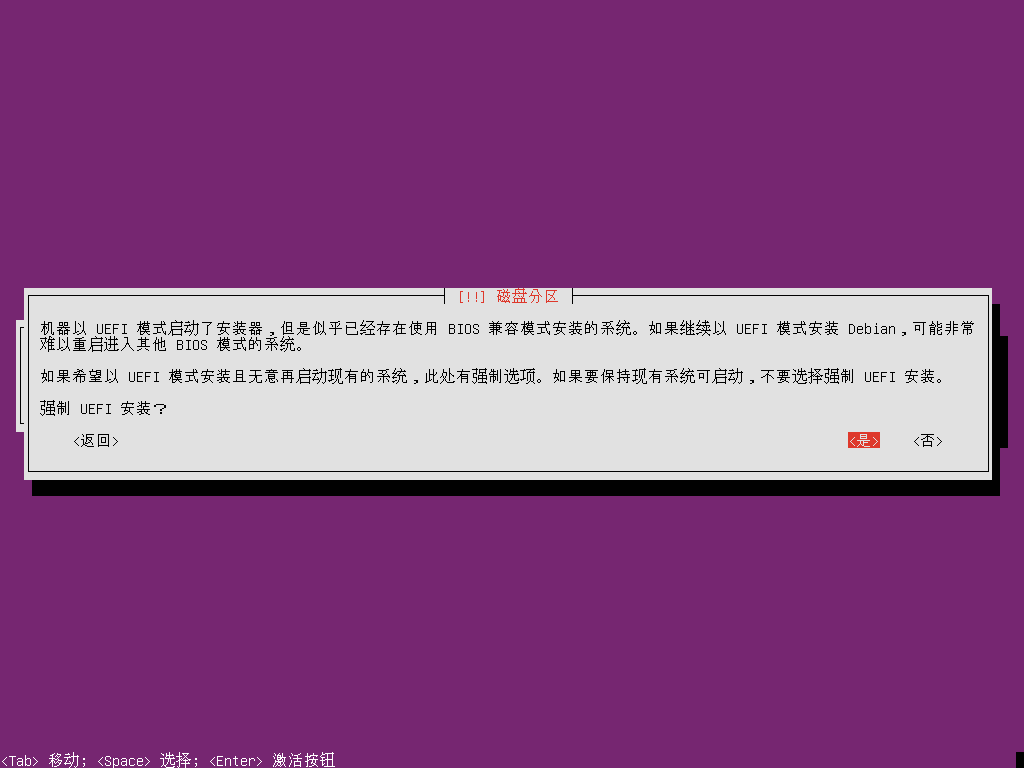 [!!] 磁盘分区
机器以 UEFI 模式启动了安装器，但是似乎已经存在使用 BIOS 兼容模式安装的系统。如果继续以 UEFI 模式安装 Debian，可能非常
难以重启进入其他 BIOS 模式的系统。
如果希望以 UEFI 模式安装且无意再启动现有的系统，此处有强制选项。如果要保持现有系统可启动，不要选择强制 UEFI 安装。
强制 UEFI 安装？
<返回> <是> <否>
<Tab> 移动; <Space> 选择; <Enter> 激活按钮